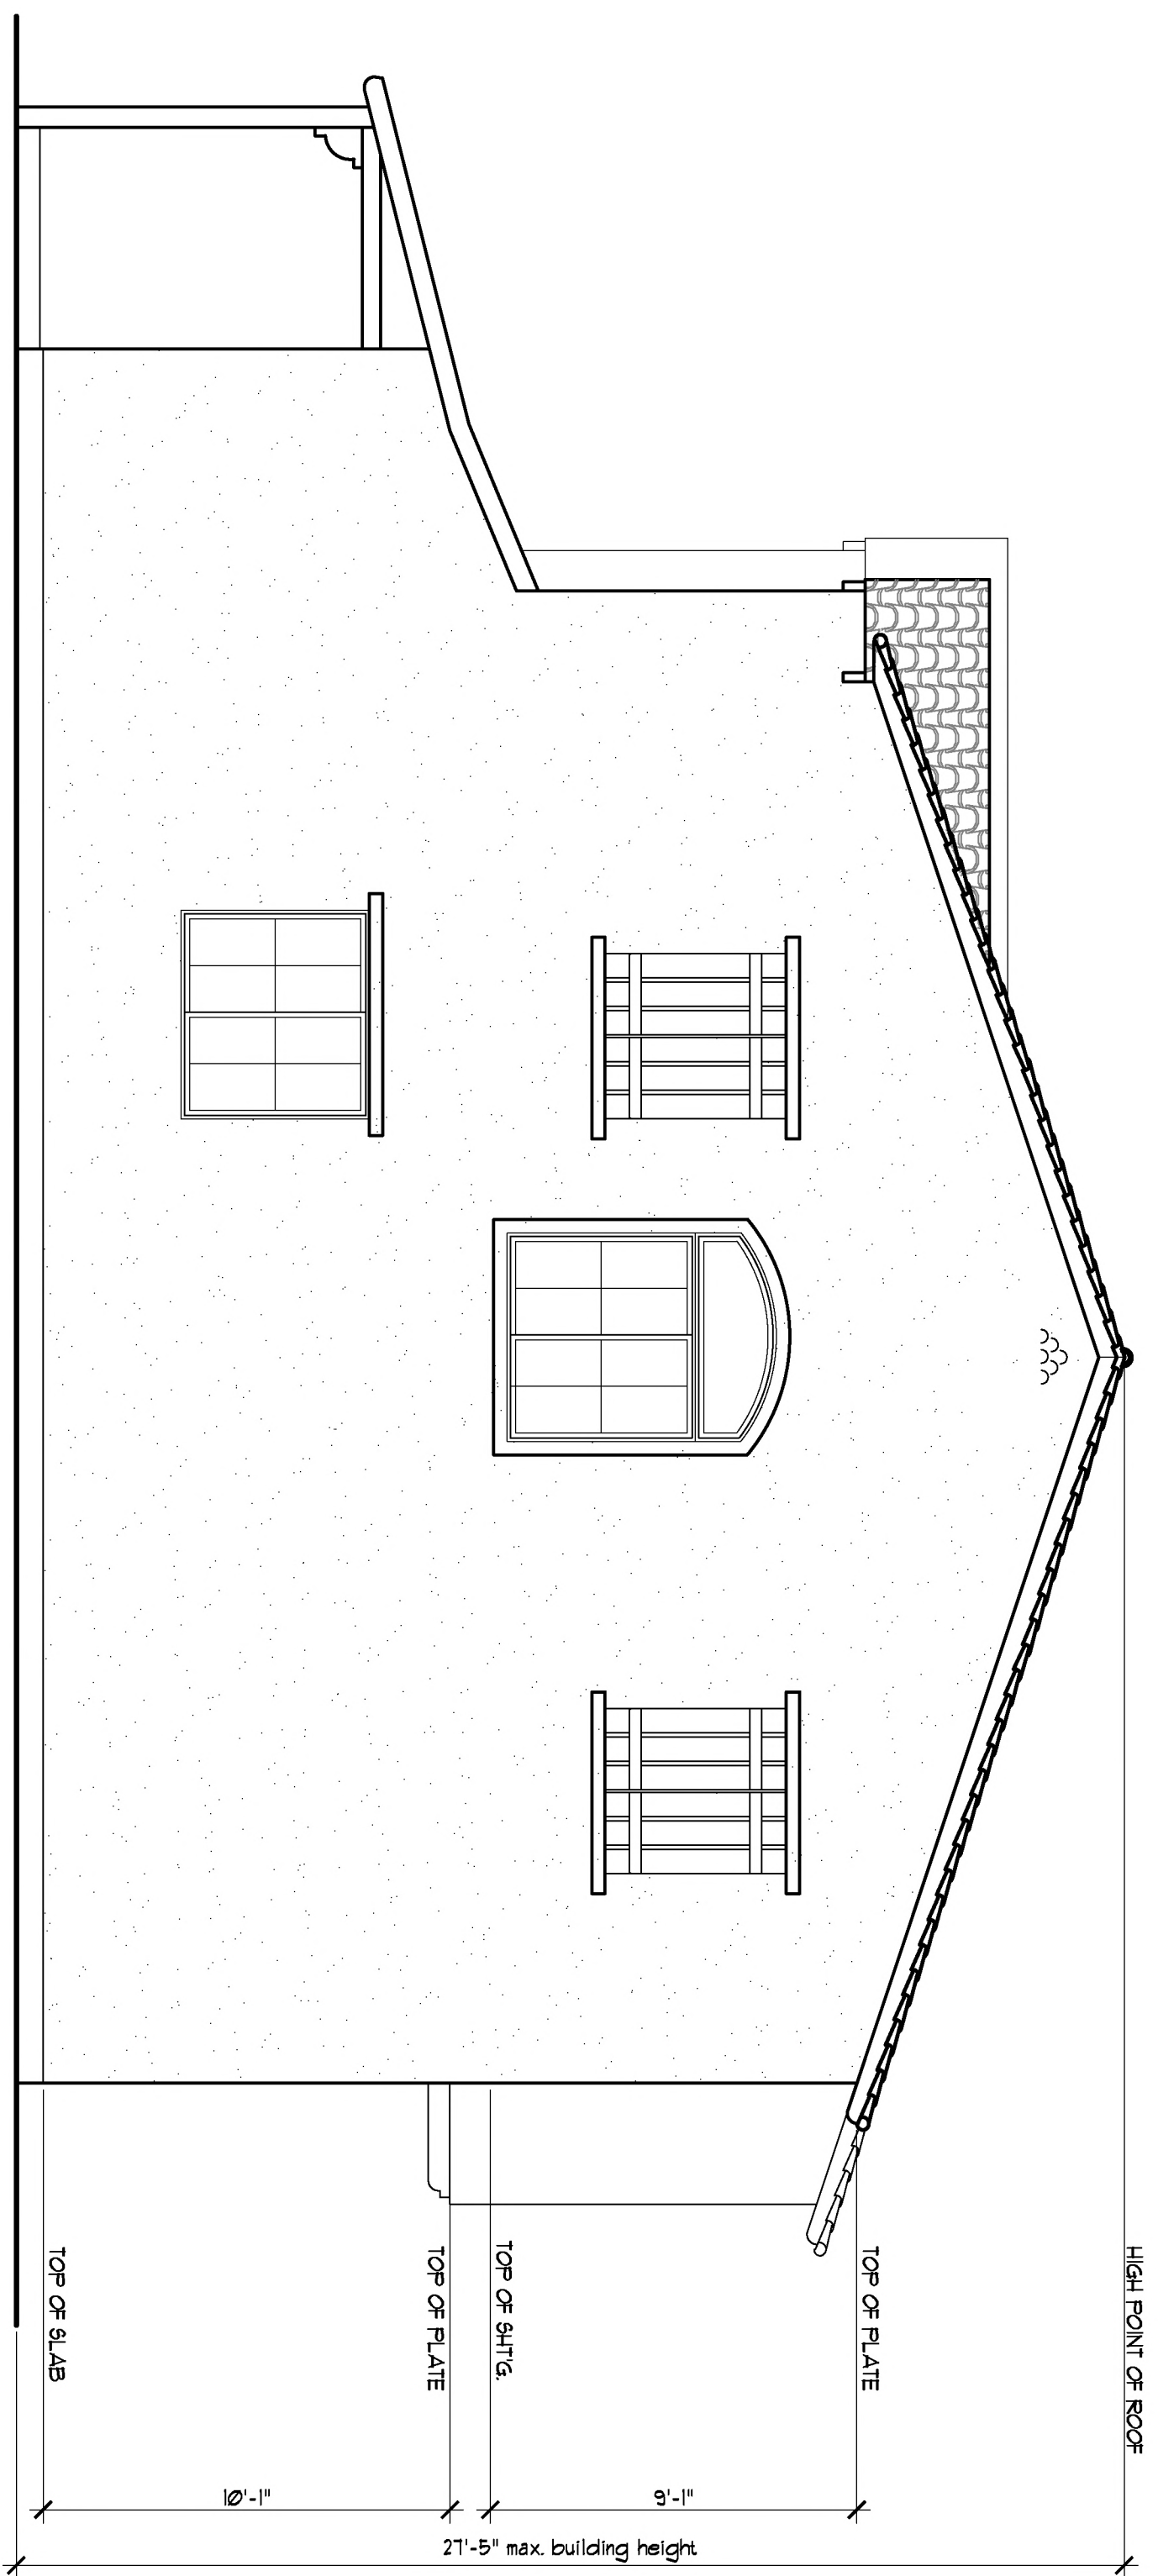 HIGH POINT OF ROOF
TOP OF PLATE
TOP OF SHT'G.
TOP OF PLATE
TOP OF SLAB
9'-1"
10'-1"
27'-5" max. building height